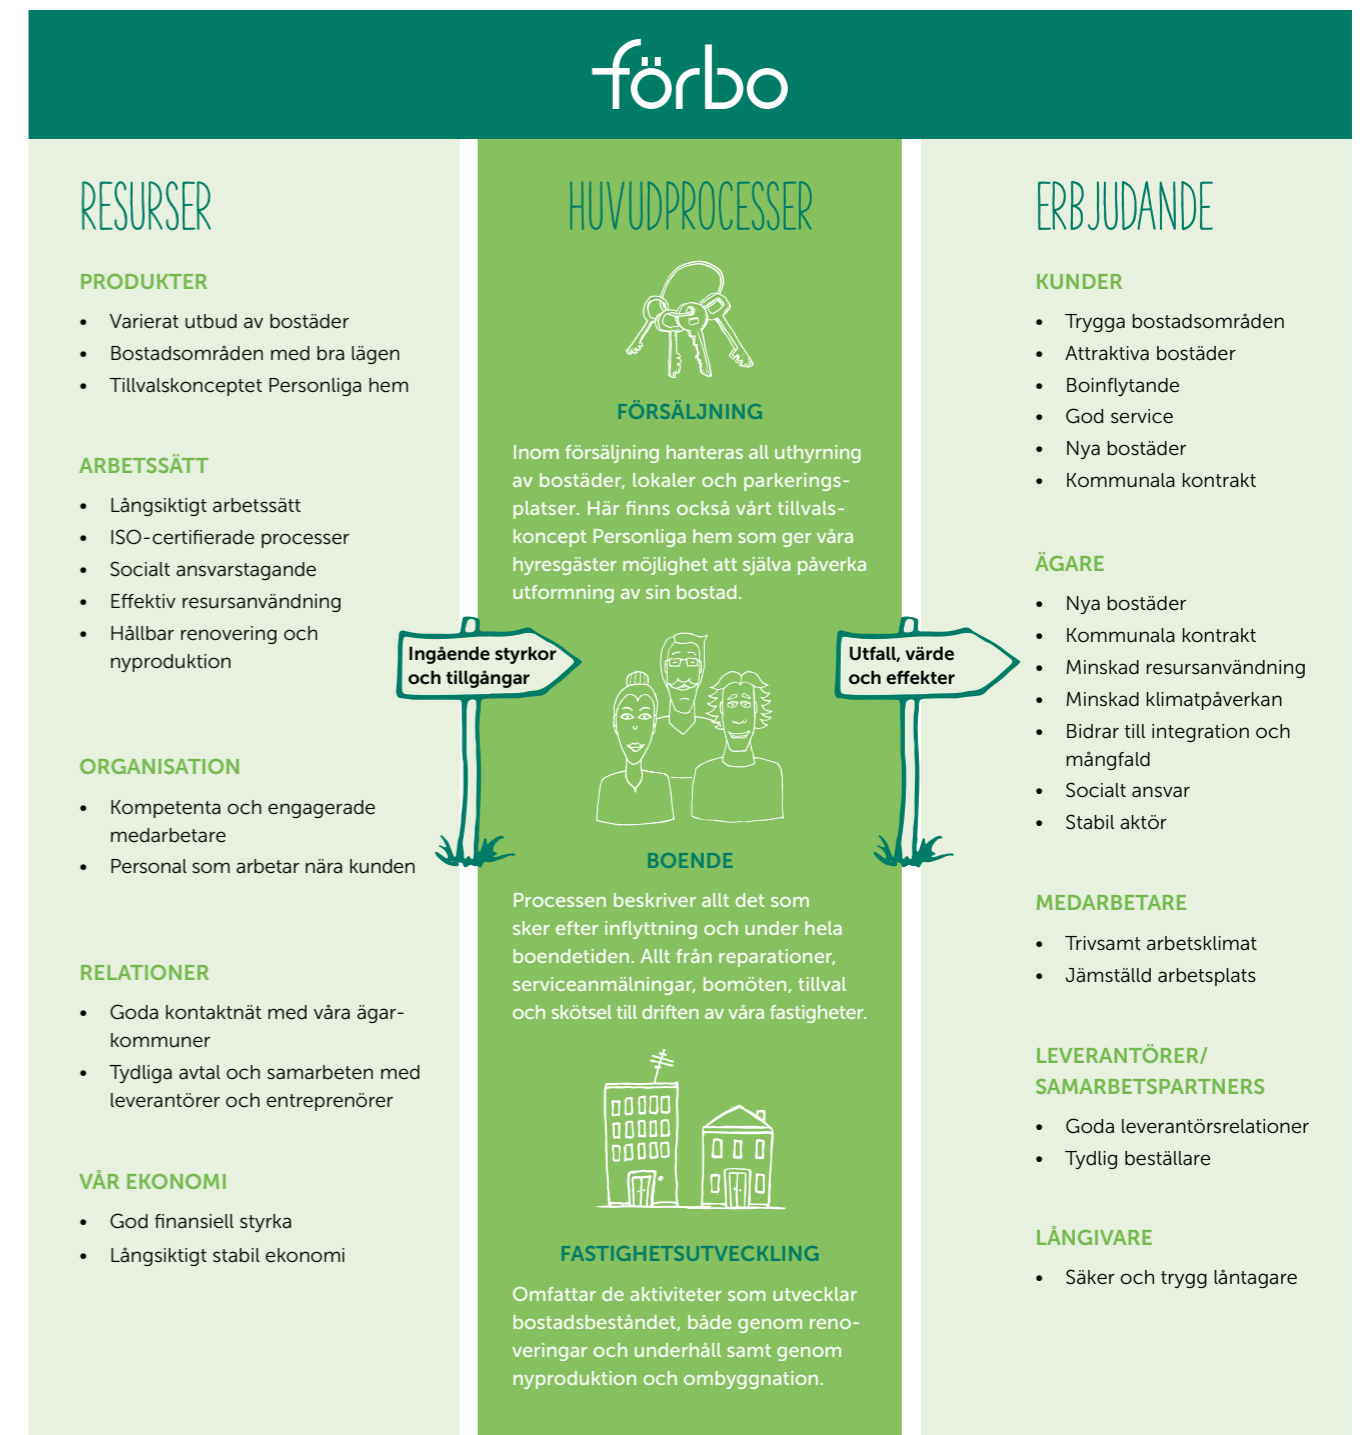 förbo
RESURSER
PRODUKTER
• Varierat utbud av bostäder
• Bostadsområden med bra lägen
• Tillvalskonceptet Personliga hem
ARBETSSÄTT
• Långsiktigt arbetssätt
• ISO-certifierade processer
• Socialt ansvarstagande
• Effektiv resursanvändning
• Hållbar renovering och
nyproduktion
ORGANISATION
• Kompetenta och engagerade
medarbetare
• Personal som arbetar nära kunden
RELATIONER
• Goda kontaktnät med våra ägar-
kommuner
• Tydliga avtal och samarbeten med
leverantörer och entreprenörer
VÅR EKONOMI
• God finansiell styrka
• Långsiktigt stabil ekonomi
Ingående styrkor
och tillgångar
HUVUDPROCESSER
FÖRSÄLJNING
Inom försäljning hanteras all uthyrning
av bostäder, lokaler och parkerings-
platser. Här finns också vårt tillvals-
koncept Personliga hem som ger våra
hyresgäster möjlighet att själva påverka
utformning av sin bostad.
BOENDE
Processen beskriver allt det som
sker efter inflyttning och under hela
boendetiden. Allt från reparationer,
serviceanmälningar, bomöten, tillval
och skötsel till driften av våra fastigheter.
FASTIGHETSUTVECKLING
Omfattar de aktiviteter som utvecklar
bostadsbeståndet, både genom reno-
veringar och underhåll samt genom
nyproduktion och ombyggnation.
Utfall, värde
och effekter
ERBJUDANDE
KUNDER
• Trygga bostadsområden
• Attraktiva bostäder
• Boinflytande
• God service
• Nya bostäder
• Kommunala kontrakt
ÄGARE
• Nya bostäder
• Kommunala kontrakt
• Minskad resursanvändning
• Minskad klimatpåverkan
• Bidrar till integration och
mångfald
• Socialt ansvar
• Stabil aktör
MEDARBETARE
• Trivsamt arbetsklimat
• Jämställd arbetsplats
LEVERANTÖRER/
SAMARBETSPARTNERS
• Goda leverantörsrelationer
• Tydlig beställare
LÅNGIVARE
• Säker och trygg låntagare